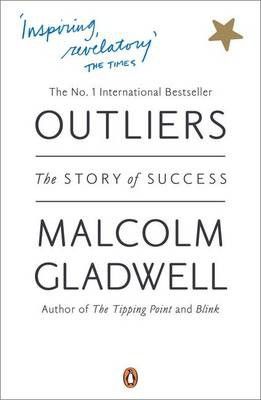 'Inspiring,
revelatory'
THE TIMES
The No. 1 International Bestseller
OUTLIERS
The STORY of SUCCESS
MALCOLM
GLADWELL
Author of The Tipping Point and Blink